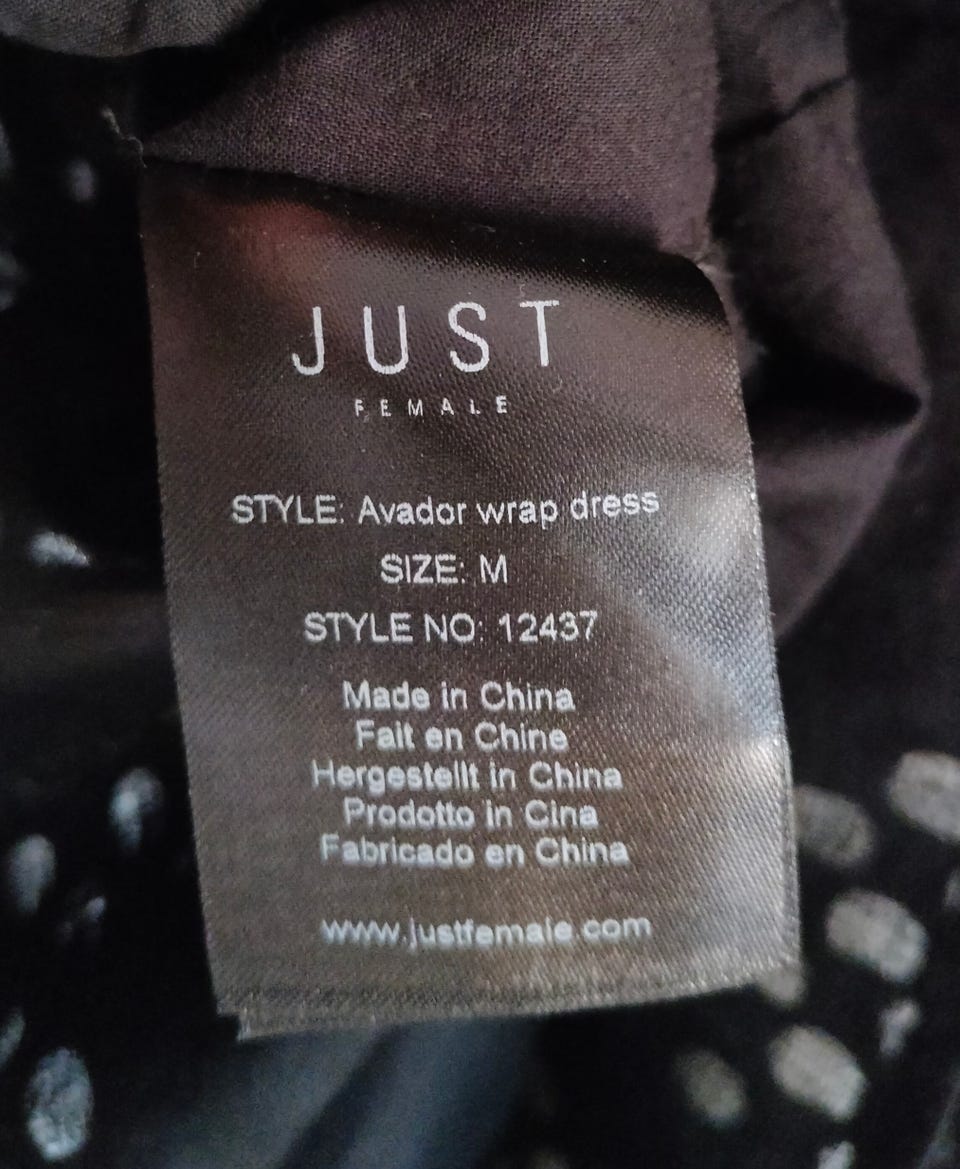 JUST
FEMALE
STYLE: Avador wrap dress
SIZE: M
STYLE NO: 12437
Made in China
Fait en Chine
Hergestellt in China
Prodotto in Cina
Fabricado en China
www.justfemale.com